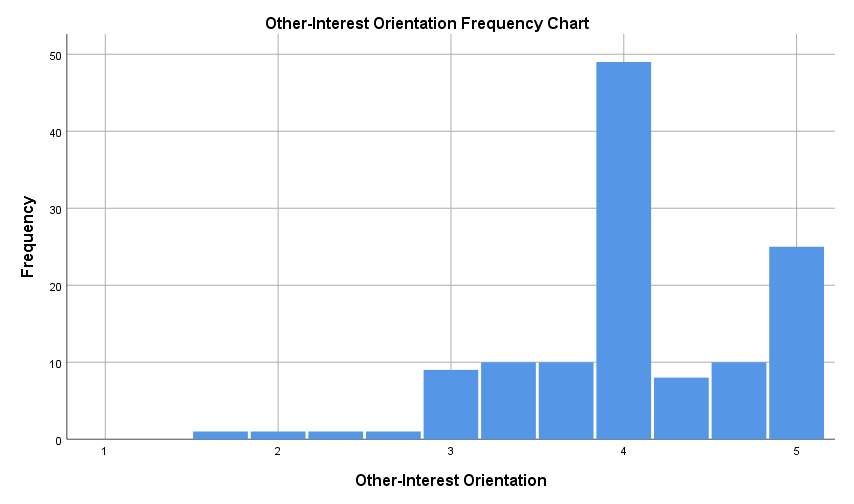 Other-Interest Orientation Frequency Chart
50
40
30
20
10
0
Frequency
1 2 3 4 5
Other-Interest Orientation